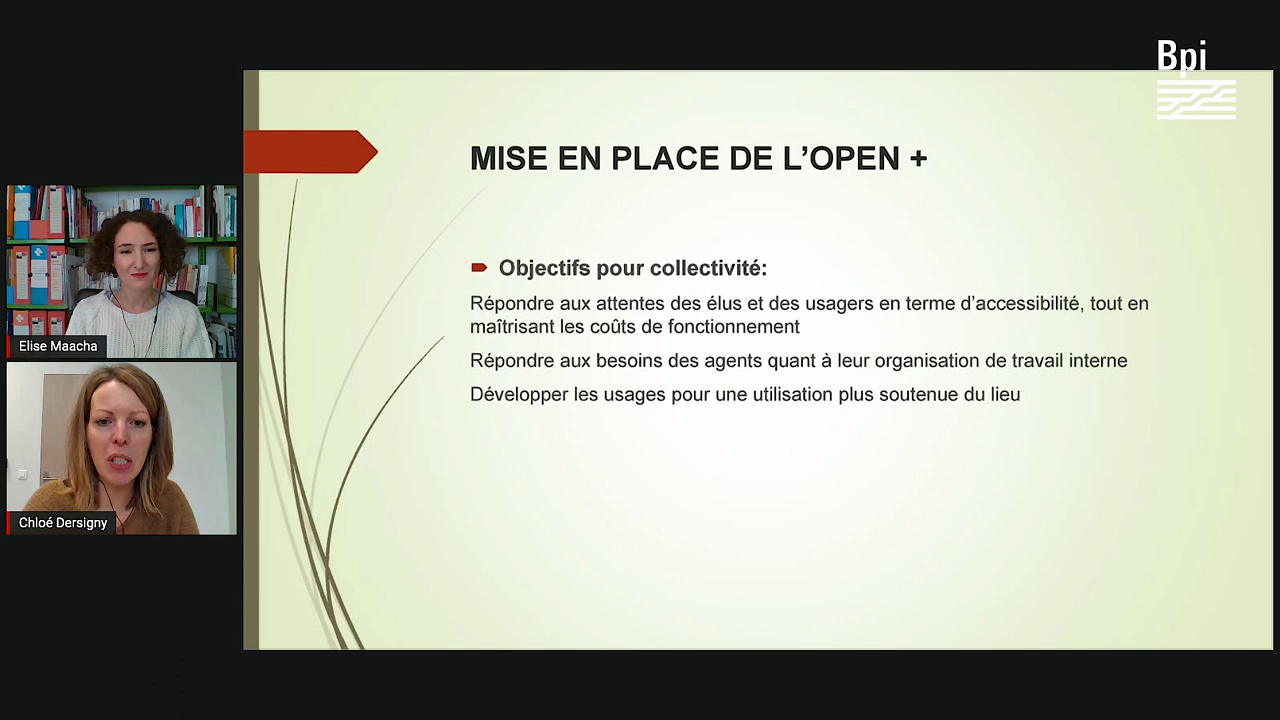 Bpi
MISE EN PLACE DE L’OPEN +
Objectifs pour collectivité:
Répondre aux attentes des élus et des usagers en terme d’accessibilité, tout en
maîtrisant les coûts de fonctionnement
Répondre aux besoins des agents quant à leur organisation de travail interne
Développer les usages pour une utilisation plus soutenue du lieu
Elise Maacha
Chloé Dersigny